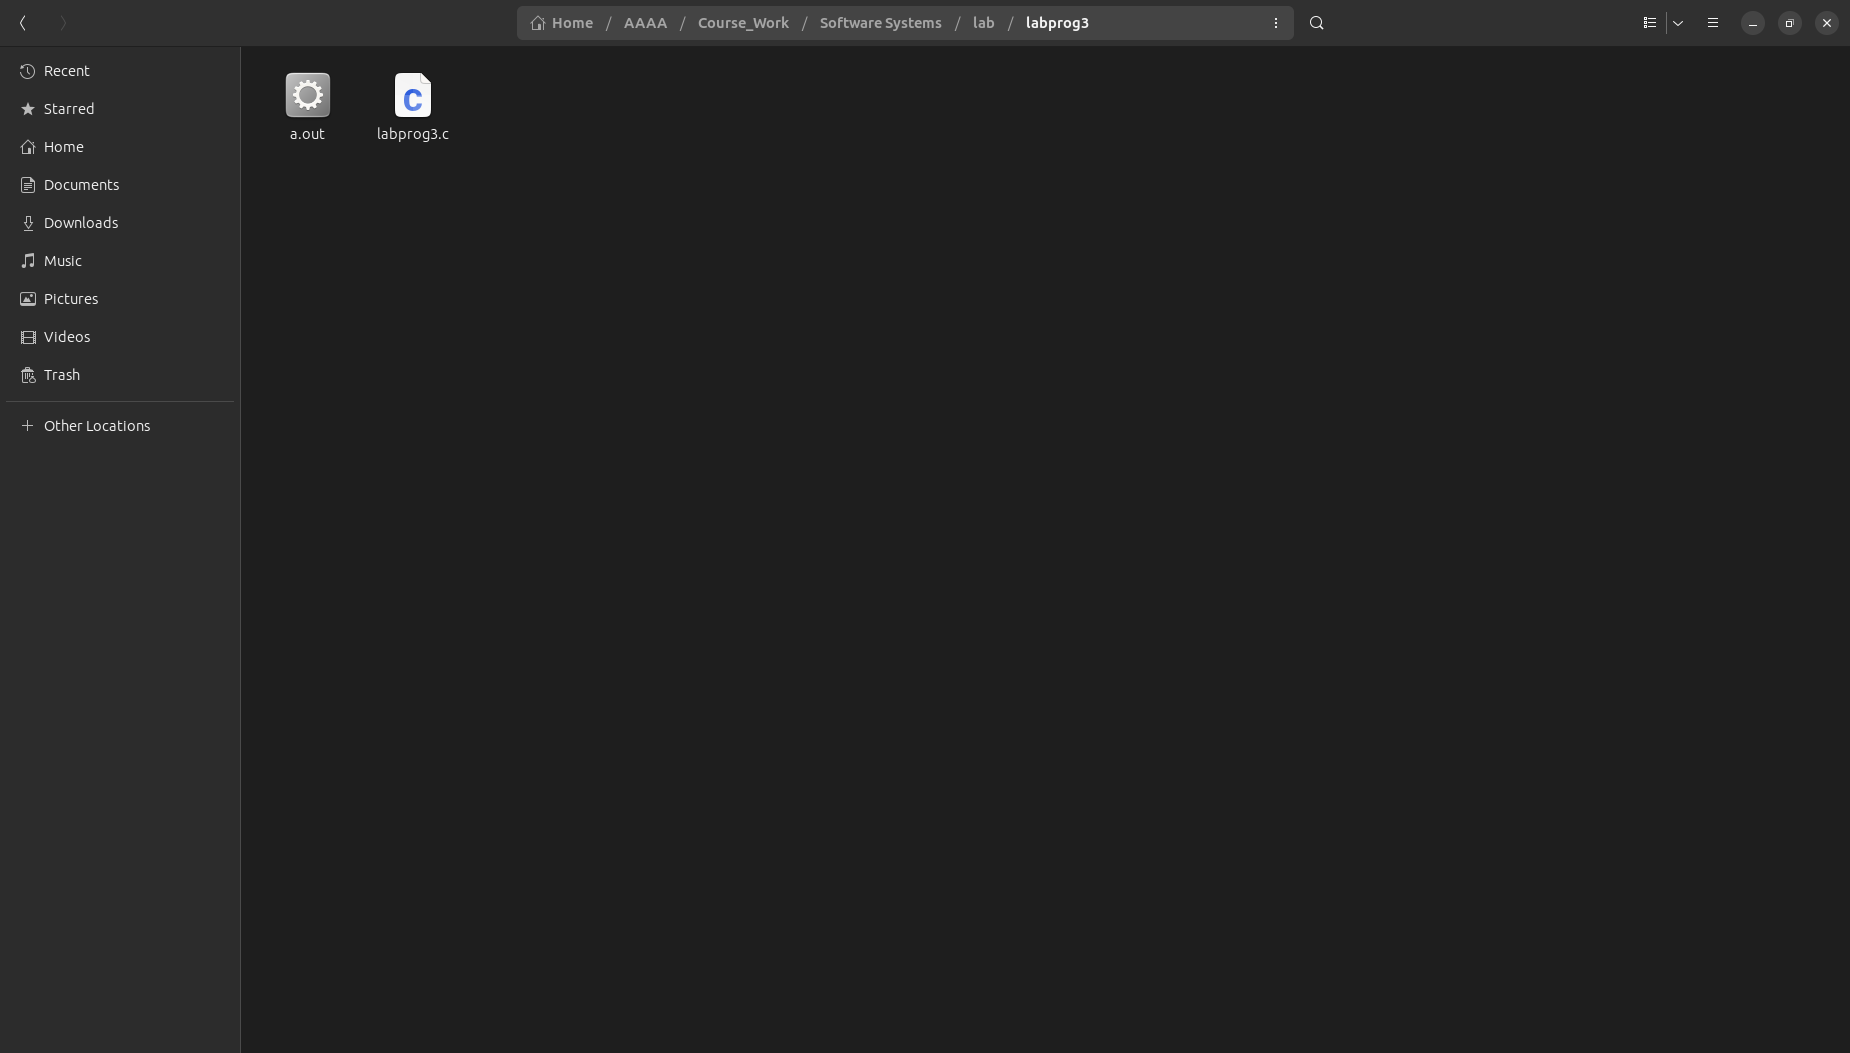 Home / AAAA / Course_Work / Software Systems / lab / labprog3
Recent
Starred
Home
Documents
Downloads
Music
Pictures
Videos
Trash
Other Locations
C
a.out labprog3.c